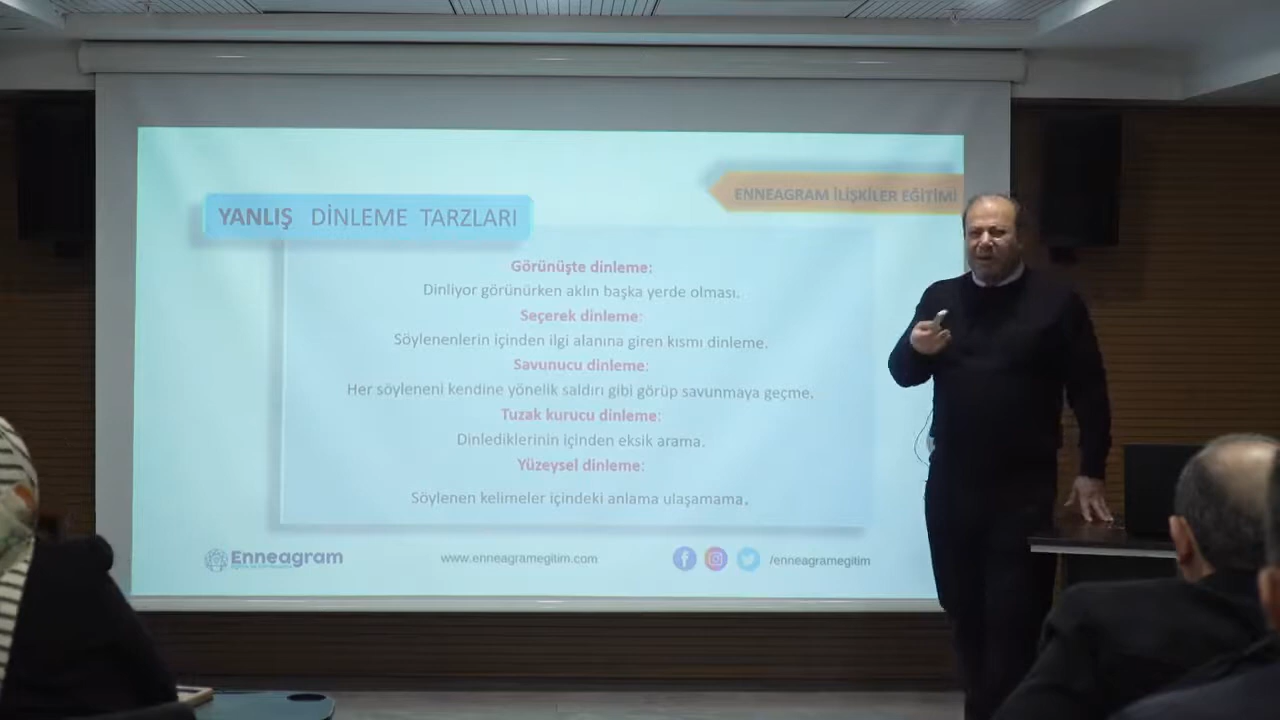 ENNEAGRAM İLİŞKİLER EĞİTİMİ
YANLIŞ DİNLEME TARZLARI
Görünüşte dinleme:
Dinliyor görünürken aklın başka yerde olması.
Seçerek dinleme:
Söylenenlerin içinden ilgi alanına giren kısmı dinleme.
Savunucu dinleme:
Her söyleneni kendine yönelik saldırı gibi görüp savunmaya geçme.
Tuzak kurucu dinleme:
Dinlediklerinin içinden eksik arama.
Yüzeysel dinleme:
Söylenen kelimeler içindeki anlama ulaşamama.
Enneagram
www.enneagramegitim.com
/enneagramegitim